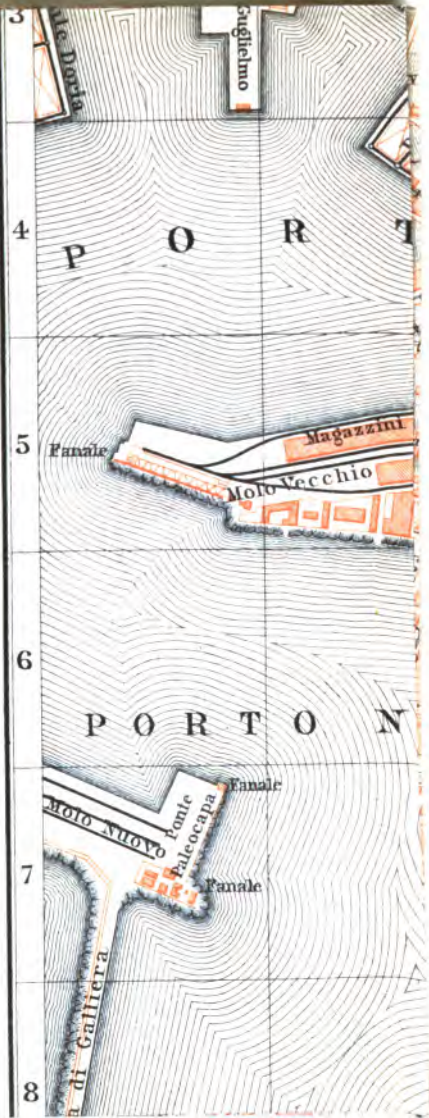 3
Doria
Guglielmo
4
P O R T
5
Fanale
Magazzini
Molo Vecchio
6
P O R T O N
Molo Nuovo
Ponte
Paleocapa
Fanale
7
Fanale
a di Galliera
8